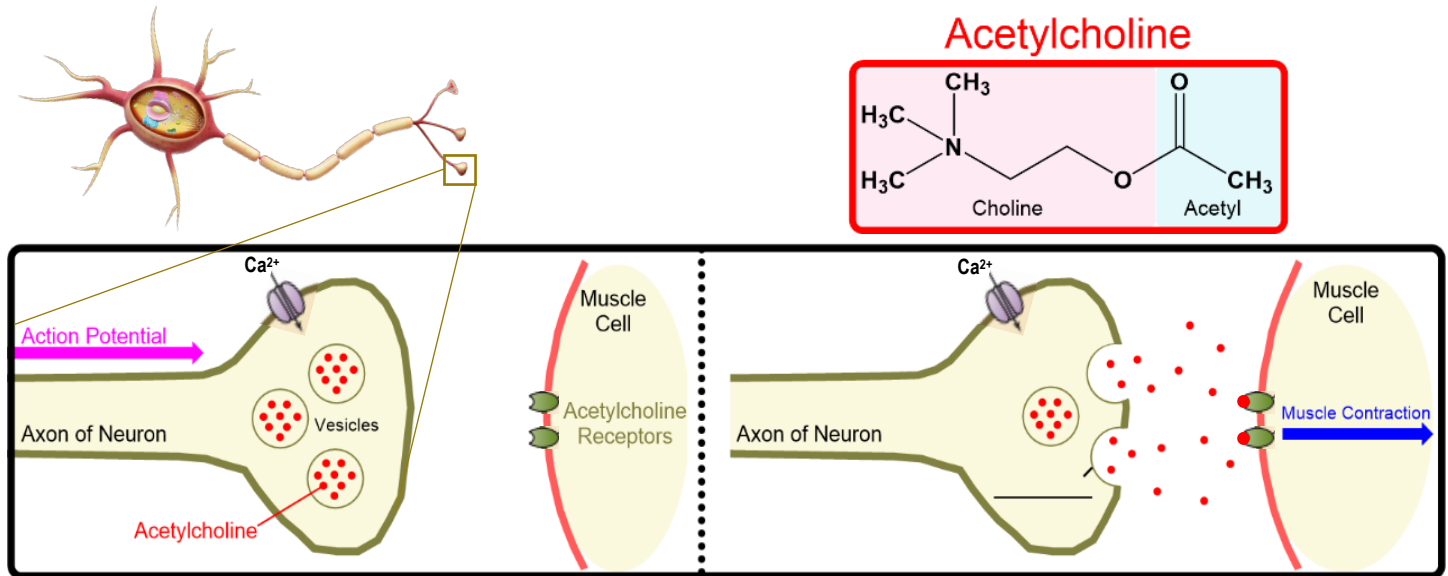 Acetylcholine
CH₃
O
H₃C
N
H₃C
O
CH₃
Choline
Acetyl
Ca²⁺
Action Potential
Axon of Neuron
Vesicles
Acetylcholine
Muscle
Cell
Acetylcholine
Receptors
Ca²⁺
Axon of Neuron
Muscle
Cell
Muscle Contraction